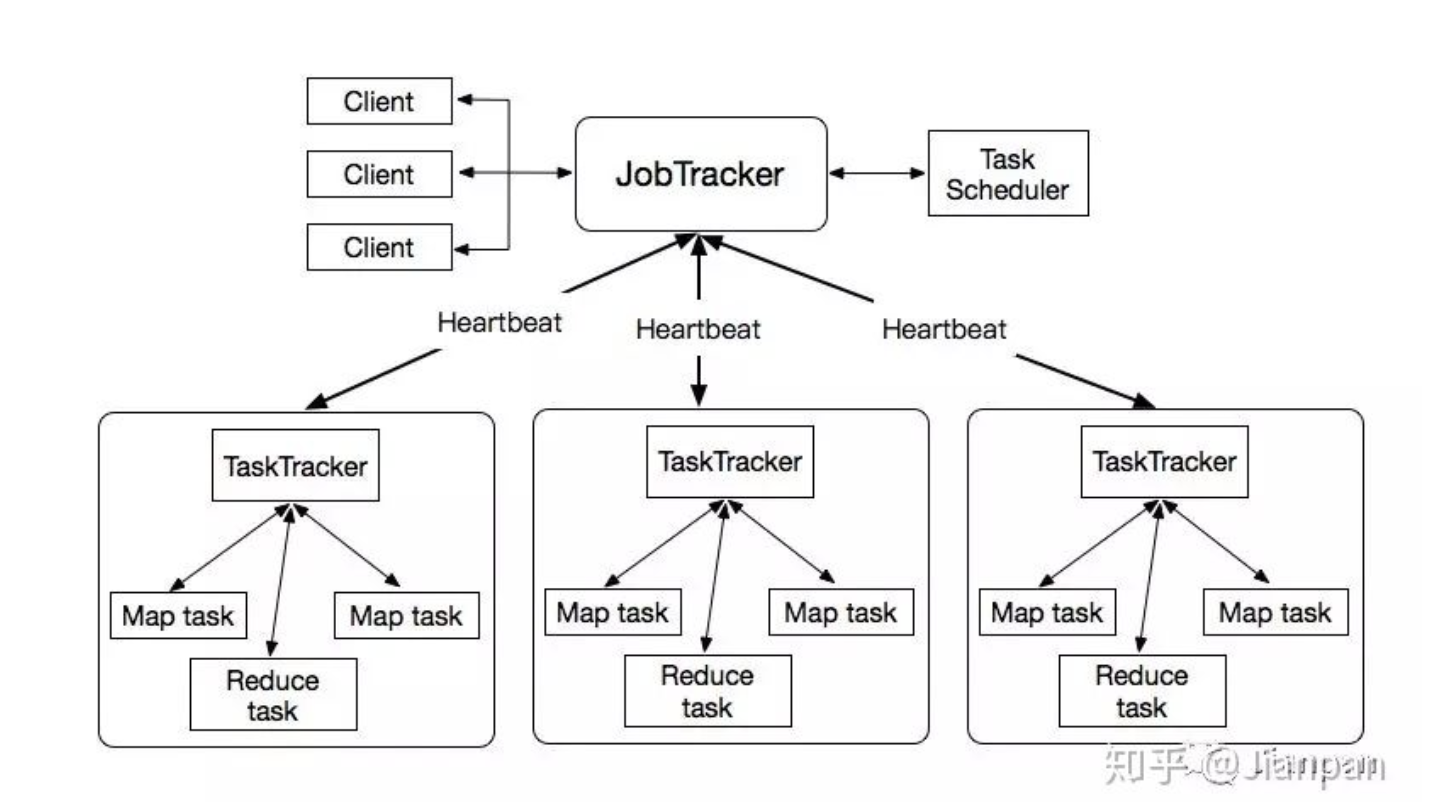 Client
Client
Client
JobTracker
Task
Scheduler
Heartbeat
Heartbeat
Heartbeat
TaskTracker
Map task
Map task
Reduce
task
TaskTracker
Map task
Map task
Reduce
task
TaskTracker
Map task
Map task
Reduce
task
知乎 @Jianpan